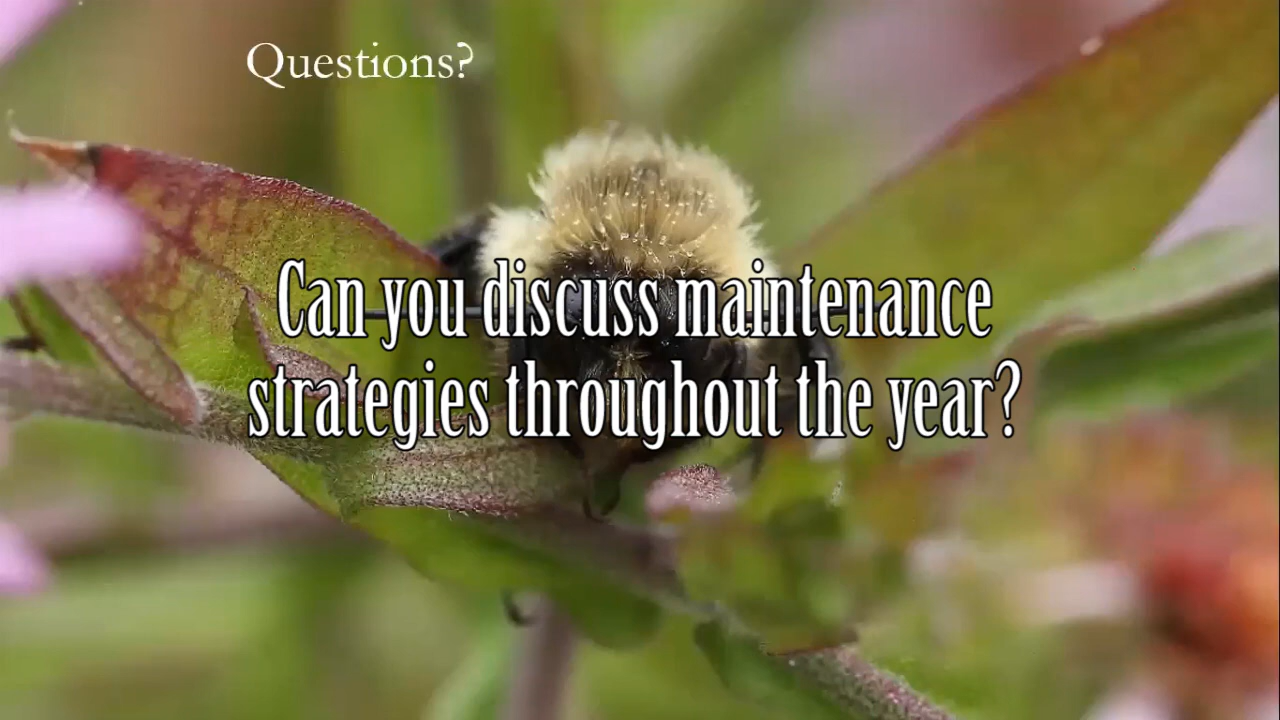 Questions?
Can you discuss maintenance
strategies throughout the year?